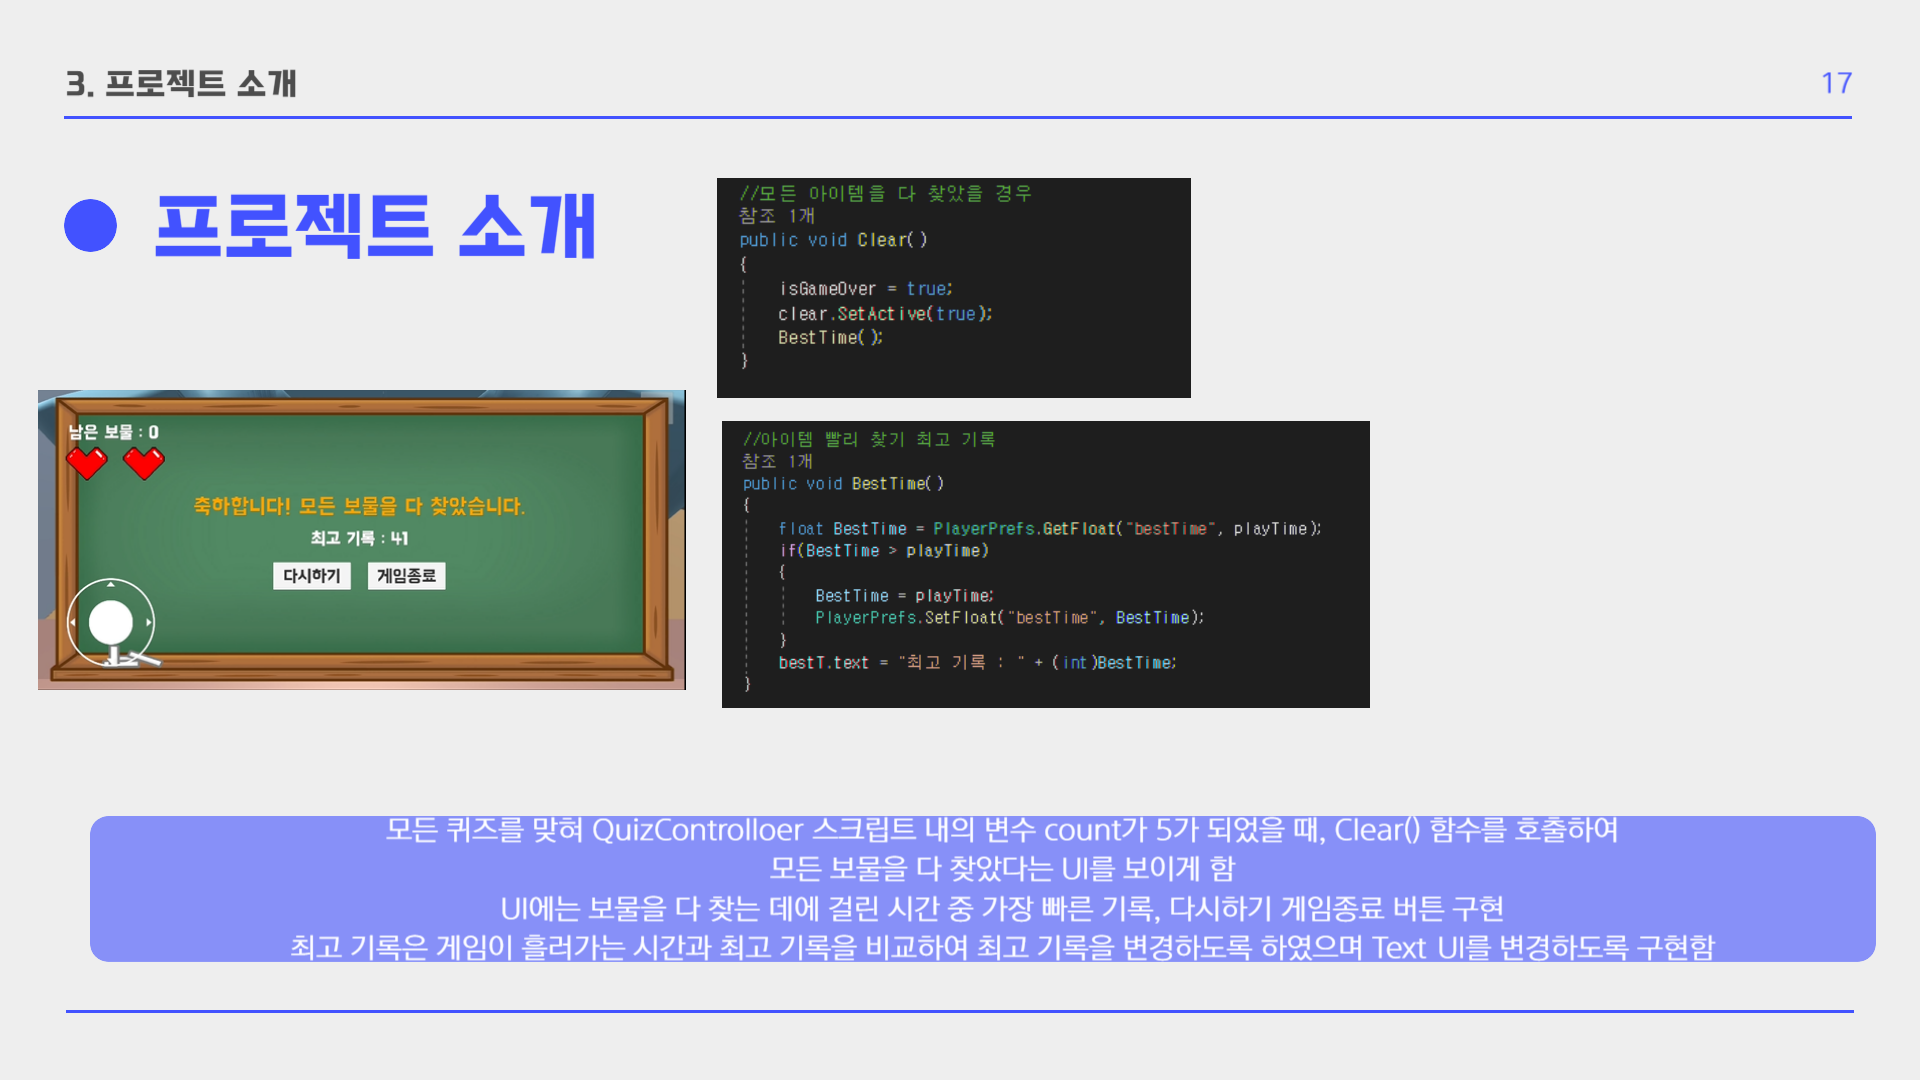 3. 프로젝트 소개
17
프로젝트 소개
//모든 아이템을 다 찾았을 경우
참조 1개
public void Clear()
{
isGameOver = true;
clear.SetActive(true);
BestTime();
}
남은 보물 : 0
축하합니다! 모든 보물을 다 찾았습니다.
최고 기록 : 41
다시하기 게임종료
//아이템 빨리 찾기 최고 기록
참조 1개
public void BestTime()
{
float BestTime = PlayerPrefs.GetFloat("bestTime", playTime);
if(BestTime > playTime)
{
BestTime = playTime;
PlayerPrefs.SetFloat("bestTime", BestTime);
}
bestT.text = "최고 기록 : " + (int)BestTime;
}
모든 퀴즈를 맞혀 QuizControlloer 스크립트 내의 변수 count가 5가 되었을 때, Clear() 함수를 호출하여
모든 보물을 다 찾았다는 UI를 보이게 함
UI에는 보물을 다 찾는 데에 걸린 시간 중 가장 빠른 기록, 다시하기 게임종료 버튼 구현
최고 기록은 게임이 흘러가는 시간과 최고 기록을 비교하여 최고 기록을 변경하도록 하였으며 Text UI를 변경하도록 구현함